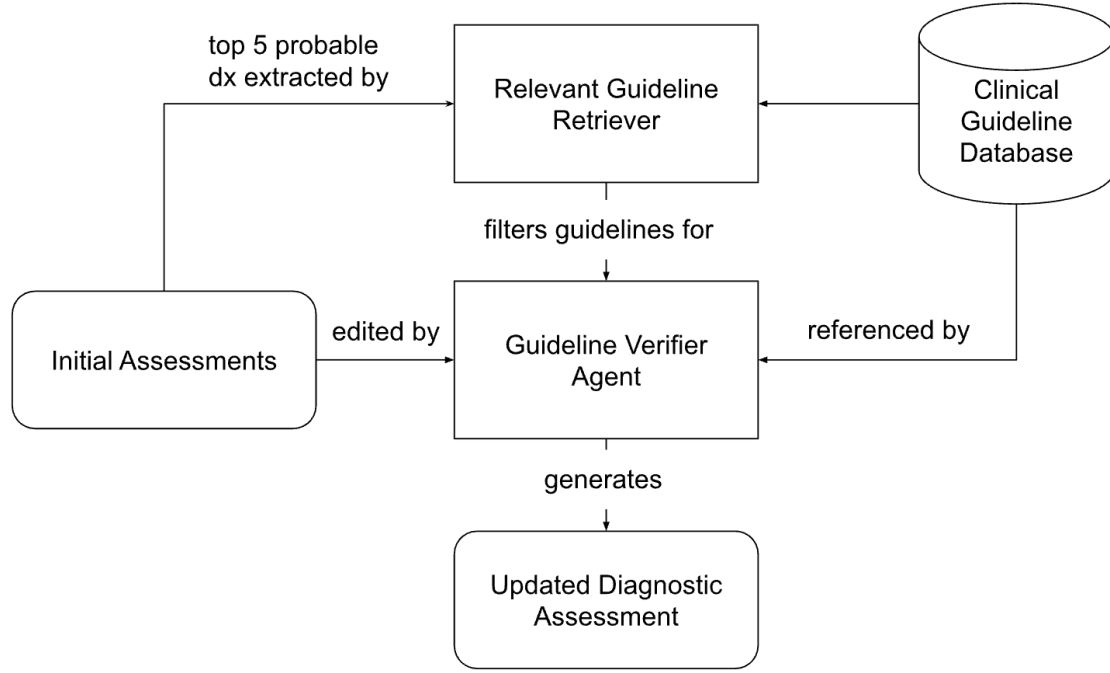 top 5 probable
dx extracted by
Relevant Guideline
Retriever
Clinical
Guideline
Database
filters guidelines for
Initial Assessments
edited by
Guideline Verifier
Agent
referenced by
generates
Updated Diagnostic
Assessment